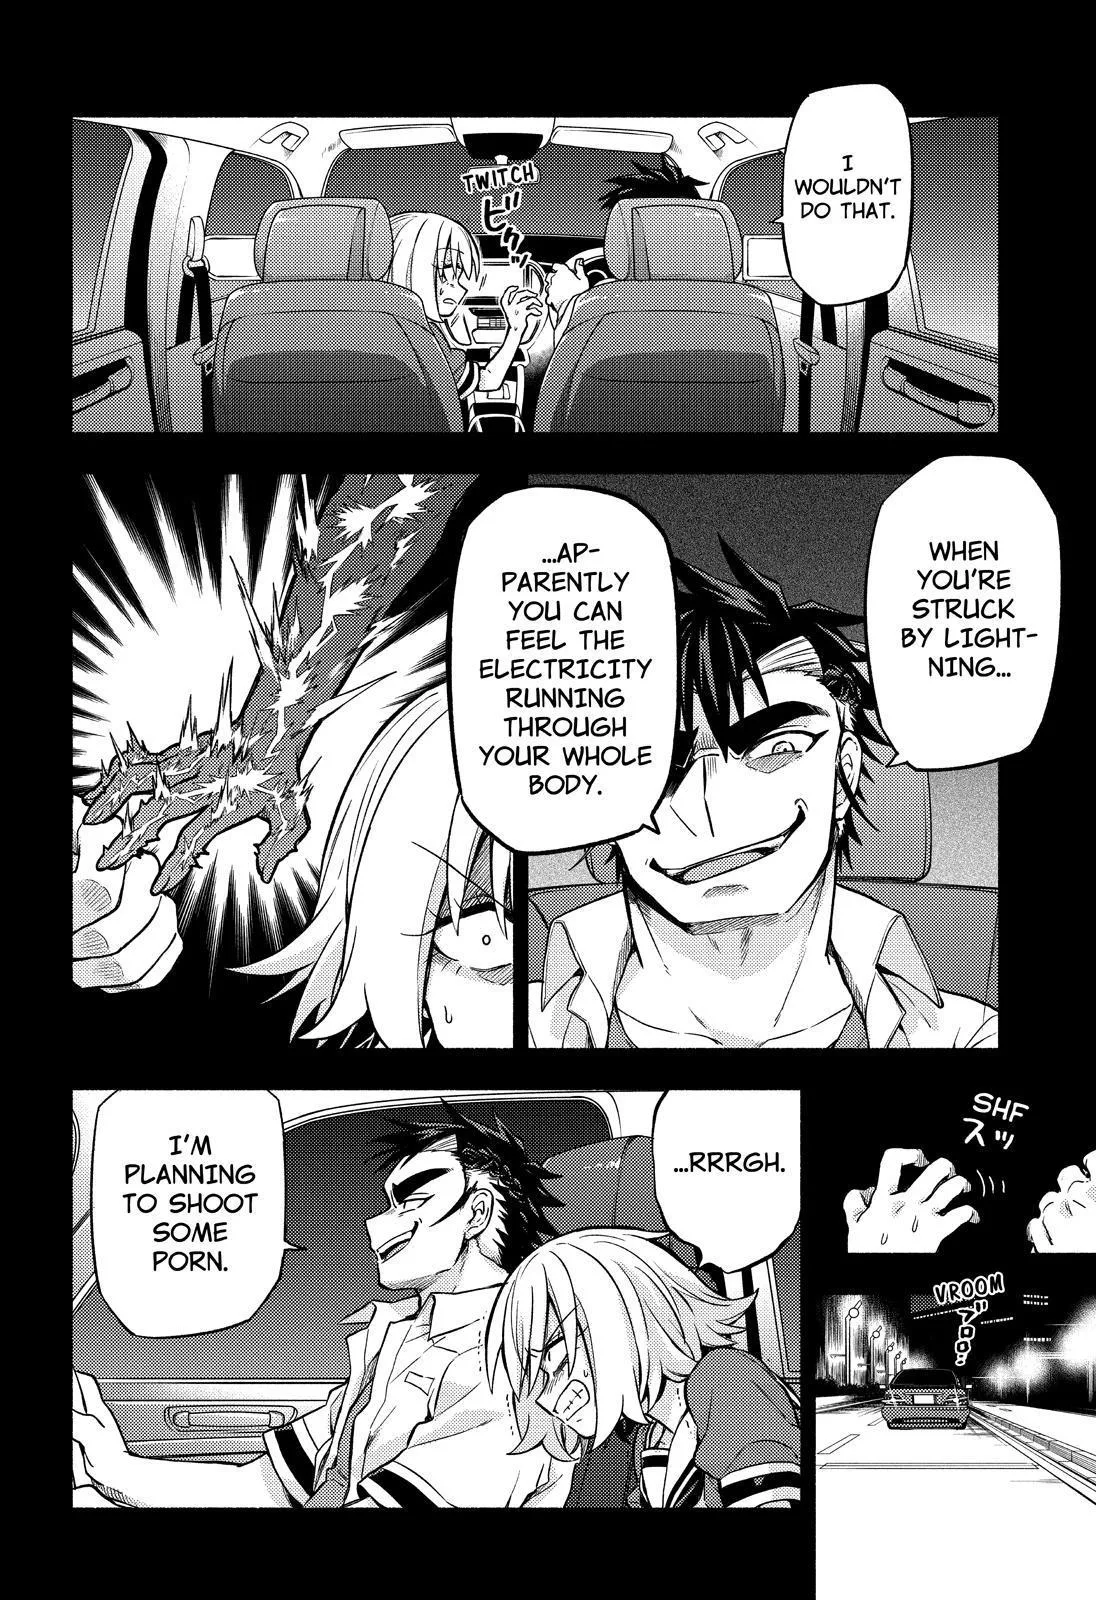 I
WOULDN'T
DO THAT.
TWITCH
ビクッ
WHEN
YOU'RE
STRUCK
BY LIGHT-
NING...
...AP-
PARENTLY
YOU CAN
FEEL THE
ELECTRICITY
RUNNING
THROUGH
YOUR WHOLE
BODY.
SHF
スッ
...RRRGH.
I'M
PLANNING
TO SHOOT
SOME
PORN.
VROOM
ブロロ...